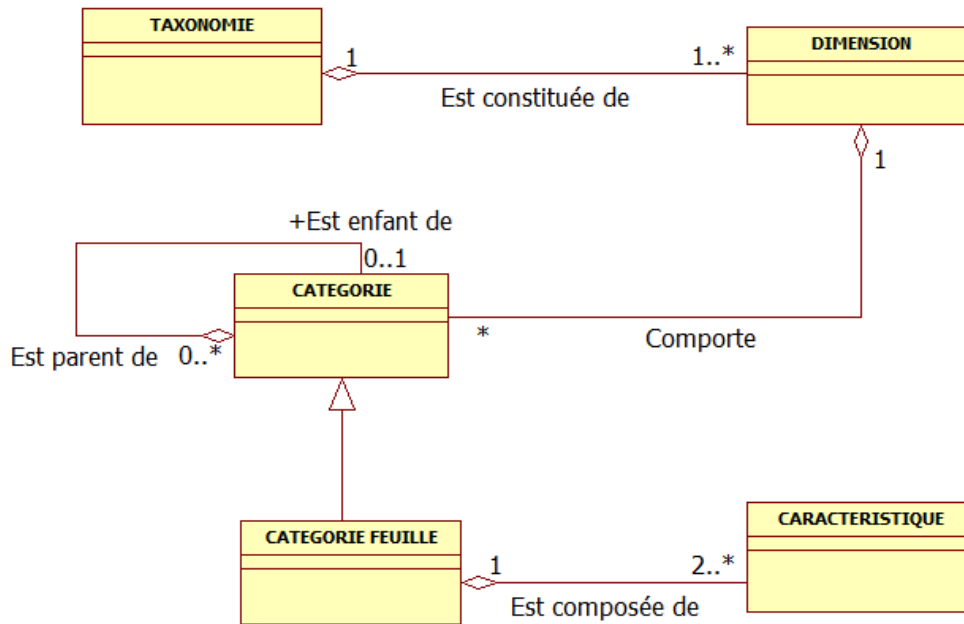 TAXONOMIE
DIMENSION
1
1..*
Est constituée de
1
+Est enfant de
0..1
CATEGORIE
*
Comporte
Est parent de
0..*
CATEGORIE FEUILLE
CARACTERISTIQUE
1
2..*
Est composée de